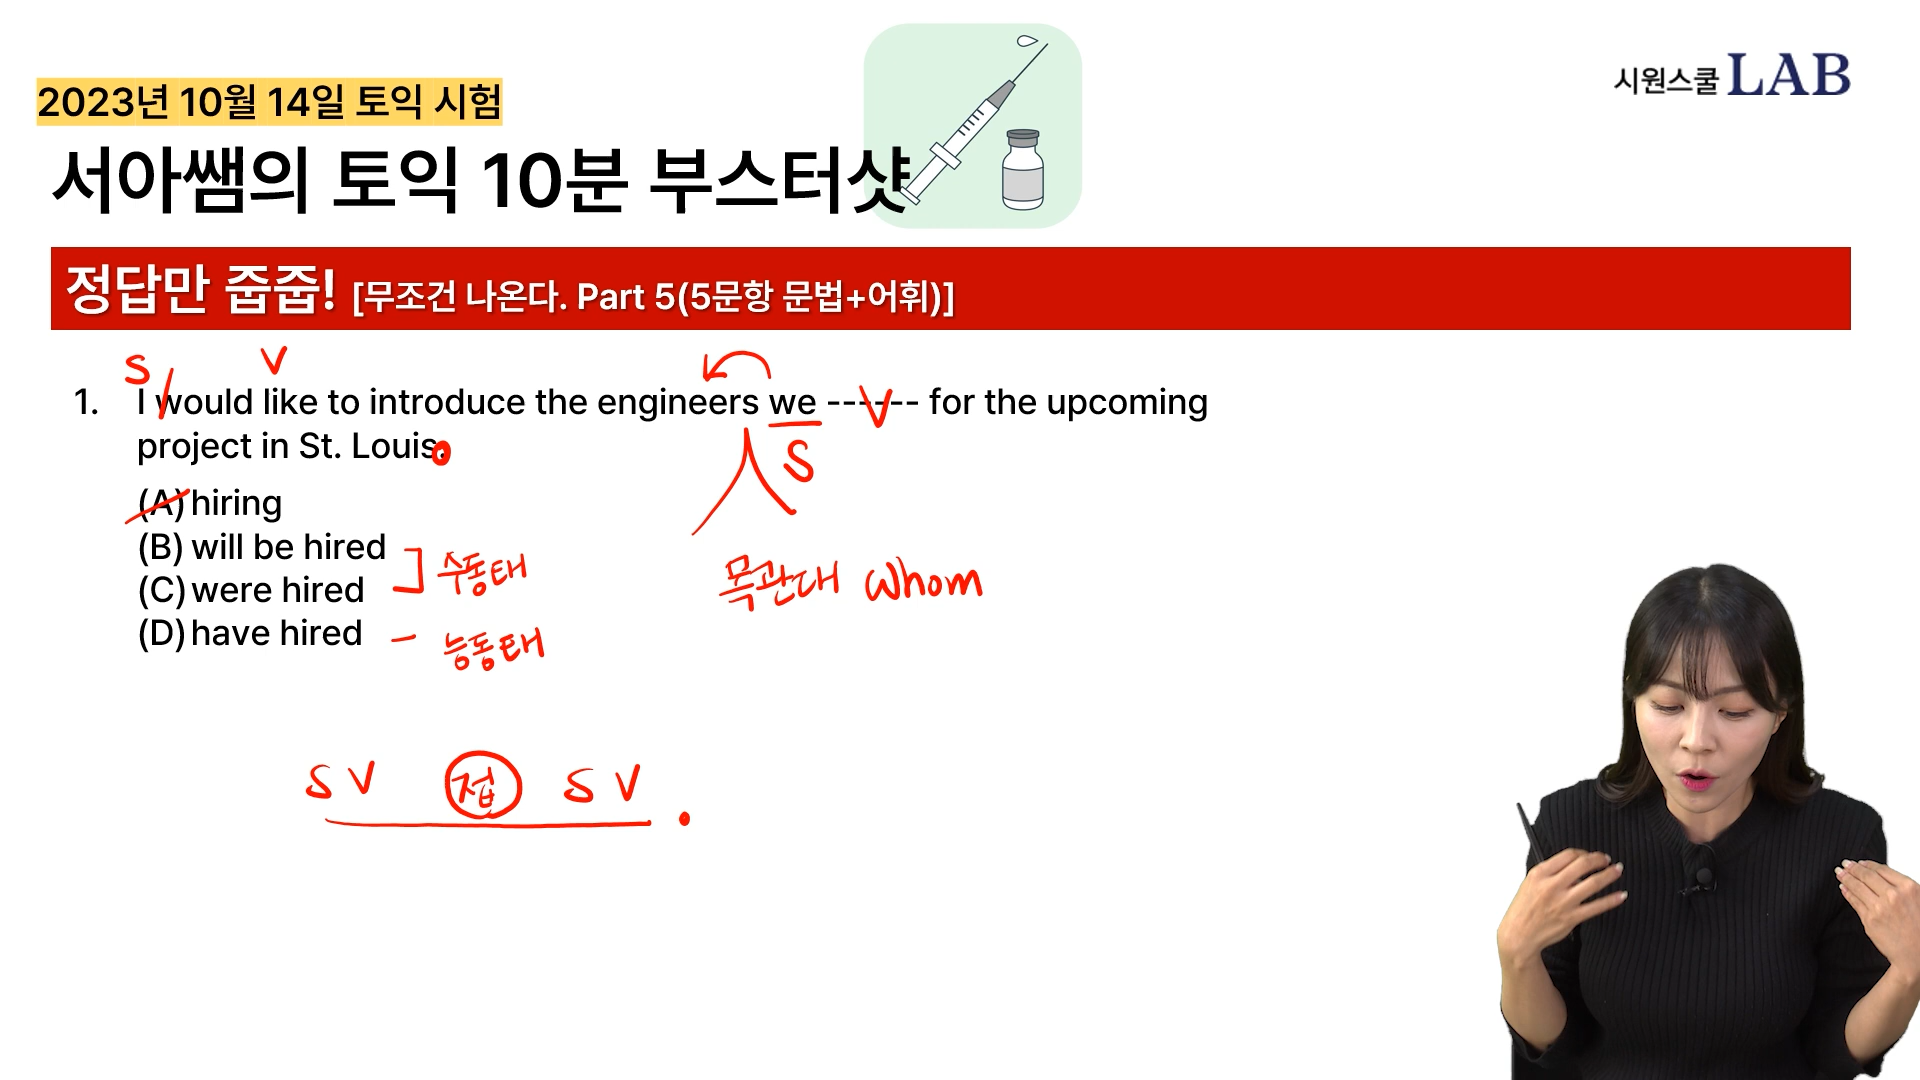 2023년 10월 14일 토익 시험
시원스쿨 LAB
서아쌤의 토익 10분 부스터샷
정답만 줍줍! [무조건 나온다. Part 5(5문항 문법+어휘)]
S V
1. I would like to introduce the engineers we ------ for the upcoming
V
project in St. Louis.
S
(A) hiring
(B) will be hired
수동태
목관대 whom
(C) were hired
(D) have hired
능동태
S V 접 S V .